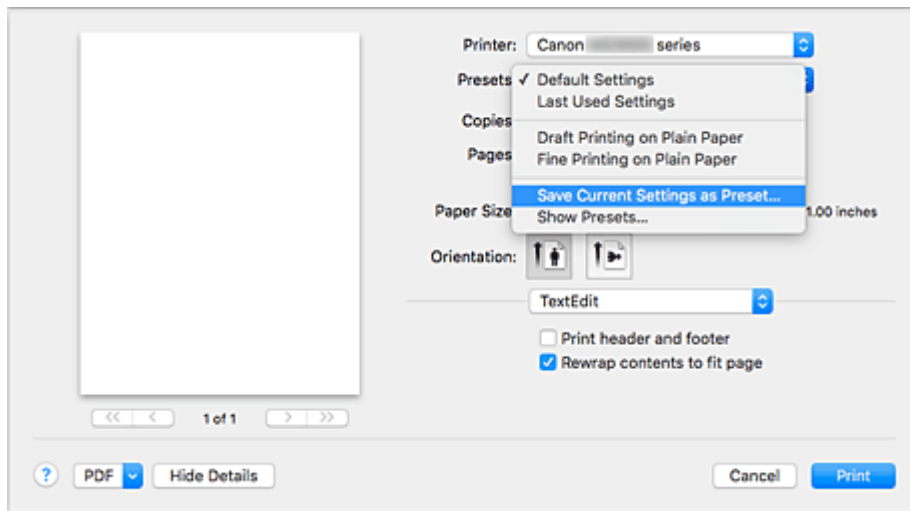 Printer: Canon series
Presets ✓ Default Settings
Last Used Settings
Copies
Draft Printing on Plain Paper
Pages
Fine Printing on Plain Paper
Save Current Settings as Preset...
Paper Size
1.00 inches
Show Presets...
Orientation:
TextEdit
Print header and footer
Rewrap contents to fit page
<< < 1 of 1 > >>
? PDF Hide Details Cancel Print